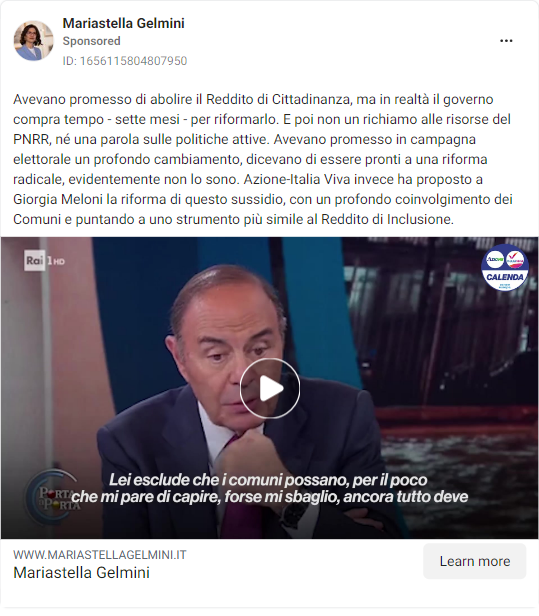 Mariastella Gelmini
Sponsored
ID: 1656115804807950
Avevano promesso di abolire il Reddito di Cittadinanza, ma in realtà il governo
compra tempo - sette mesi - per riformarlo. E poi non un richiamo alle risorse del
PNRR, né una parola sulle politiche attive. Avevano promesso in campagna
elettorale un profondo cambiamento, dicevano di essere pronti a una riforma
radicale, evidentemente non lo sono. Azione-Italia Viva invece ha proposto a
Giorgia Meloni la riforma di questo sussidio, con un profondo coinvolgimento dei
Comuni e puntando a uno strumento più simile al Reddito di Inclusione.
Rai 1 HD
CALENDA
Lei esclude che i comuni possano, per il poco
che mi pare di capire, forse mi sbaglio, ancora tutto deve
PORTA
PORTA
WWW.MARIASTELLAGELMINI.IT
Mariastella Gelmini
Learn more